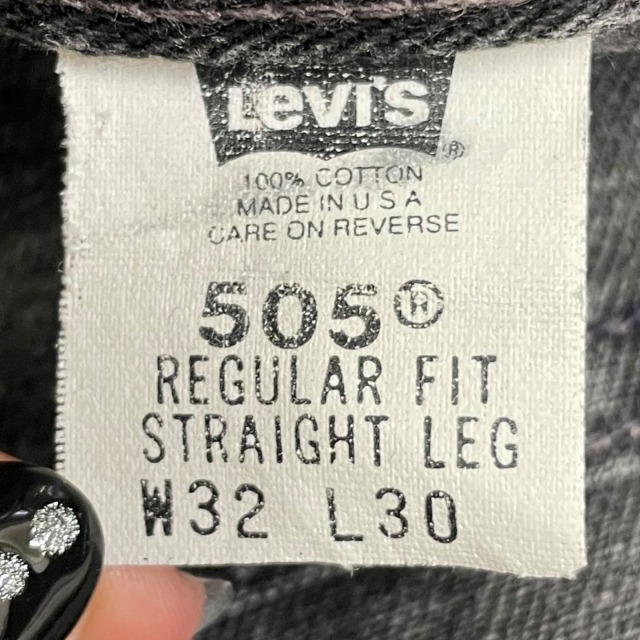 Levi's®
100% COTTON
MADE IN U S A
CARE ON REVERSE
505®
REGULAR FIT
STRAIGHT LEG
W32 L30